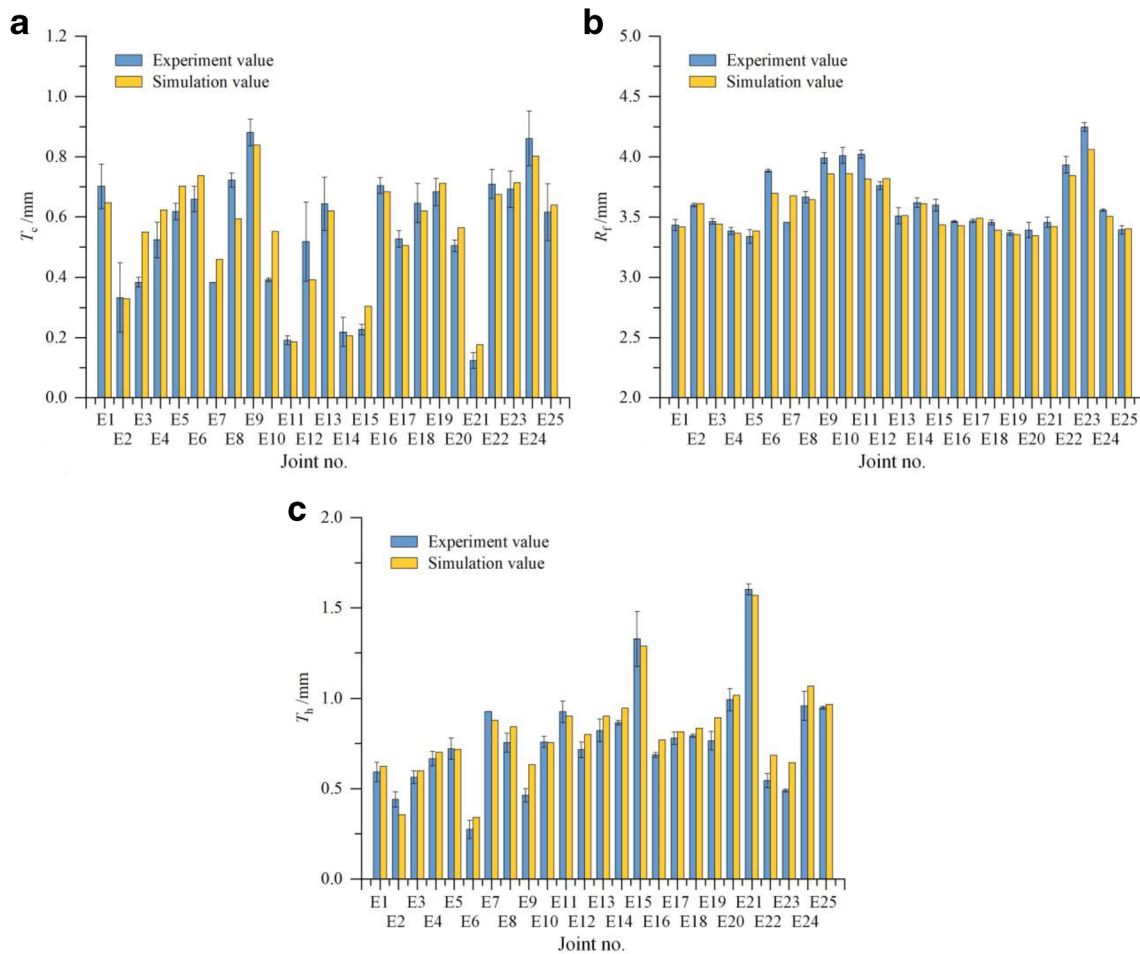 a
T_c /mm
1.2
1.0
0.8
0.6
0.4
0.2
0.0
Experiment value
Simulation value
E1 E3 E5 E7 E9 E11 E13 E15 E17 E19 E21 E23 E25
E2 E4 E6 E8 E10 E12 E14 E16 E18 E20 E22 E24
Joint no.
b
R_f/mm
5.0
4.5
4.0
3.5
3.0
2.5
2.0
Experiment value
Simulation value
E1 E3 E5 E7 E9 E11 E13 E15 E17 E19 E21 E23 E25
E2 E4 E6 E8 E10 E12 E14 E16 E18 E20 E22 E24
Joint no.
c
T_h /mm
2.0
1.5
1.0
0.5
0.0
Experiment value
Simulation value
E1 E3 E5 E7 E9 E11 E13 E15 E17 E19 E21 E23 E25
E2 E4 E6 E8 E10 E12 E14 E16 E18 E20 E22 E24
Joint no.